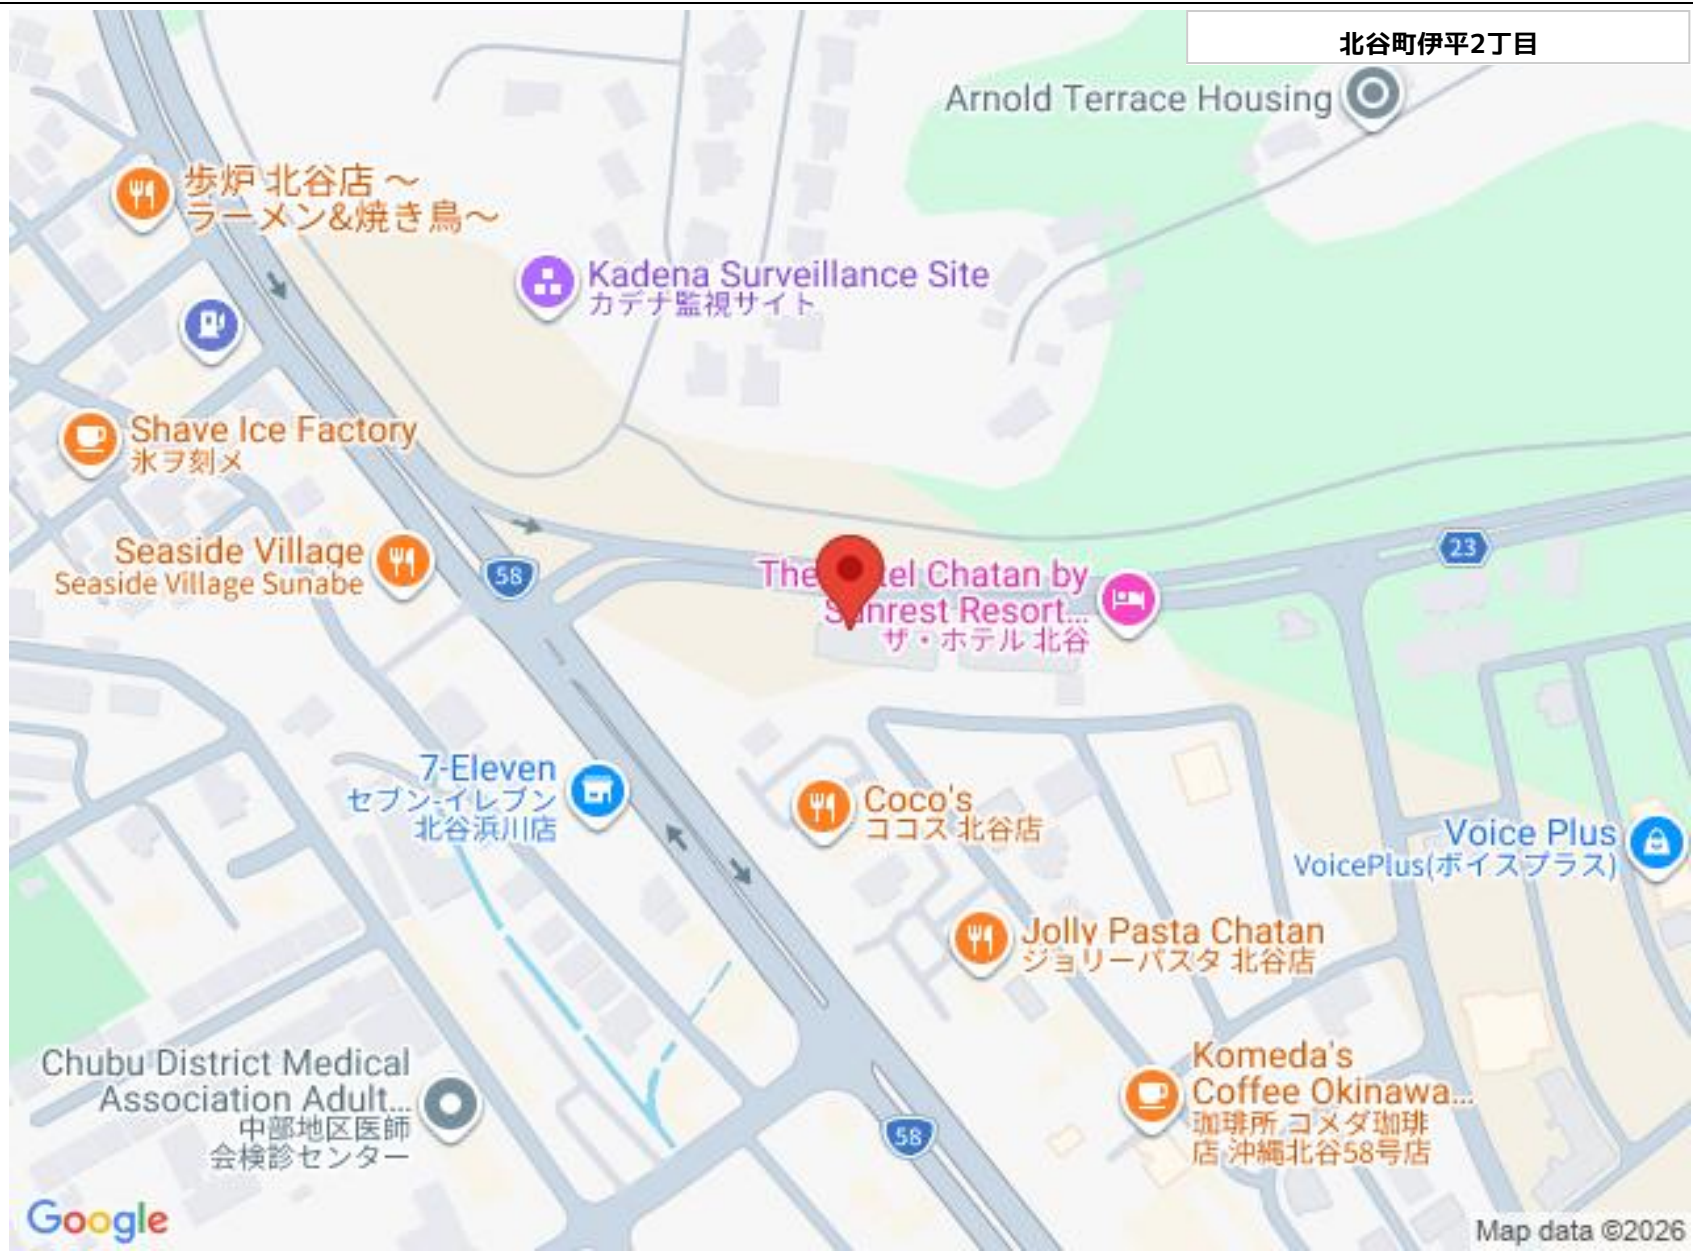 北谷町伊平2丁目
Arnold Terrace Housing
歩炉 北谷店 ～
ラーメン&焼き鳥～
Kadena Surveillance Site
カデナ監視サイト
Shave Ice Factory
氷ヲ刻メ
Seaside Village
Seaside Village Sunabe
58
23
The
el Chatan by
Sunrest Resort...
ザ・ホテル 北谷
7-Eleven
セブン-イレブン
北谷浜川店
Coco's
ココス 北谷店
Voice Plus
VoicePlus(ボイスプラス)
Jolly Pasta Chatan
ジョリーパスタ 北谷店
Chubu District Medical
Association Adult...
中部地区医師
会検診センター
Komeda's
Coffee Okinawa...
珈琲所 コメダ珈琲
店 沖縄北谷58号店
58
Google
Map data ©2026